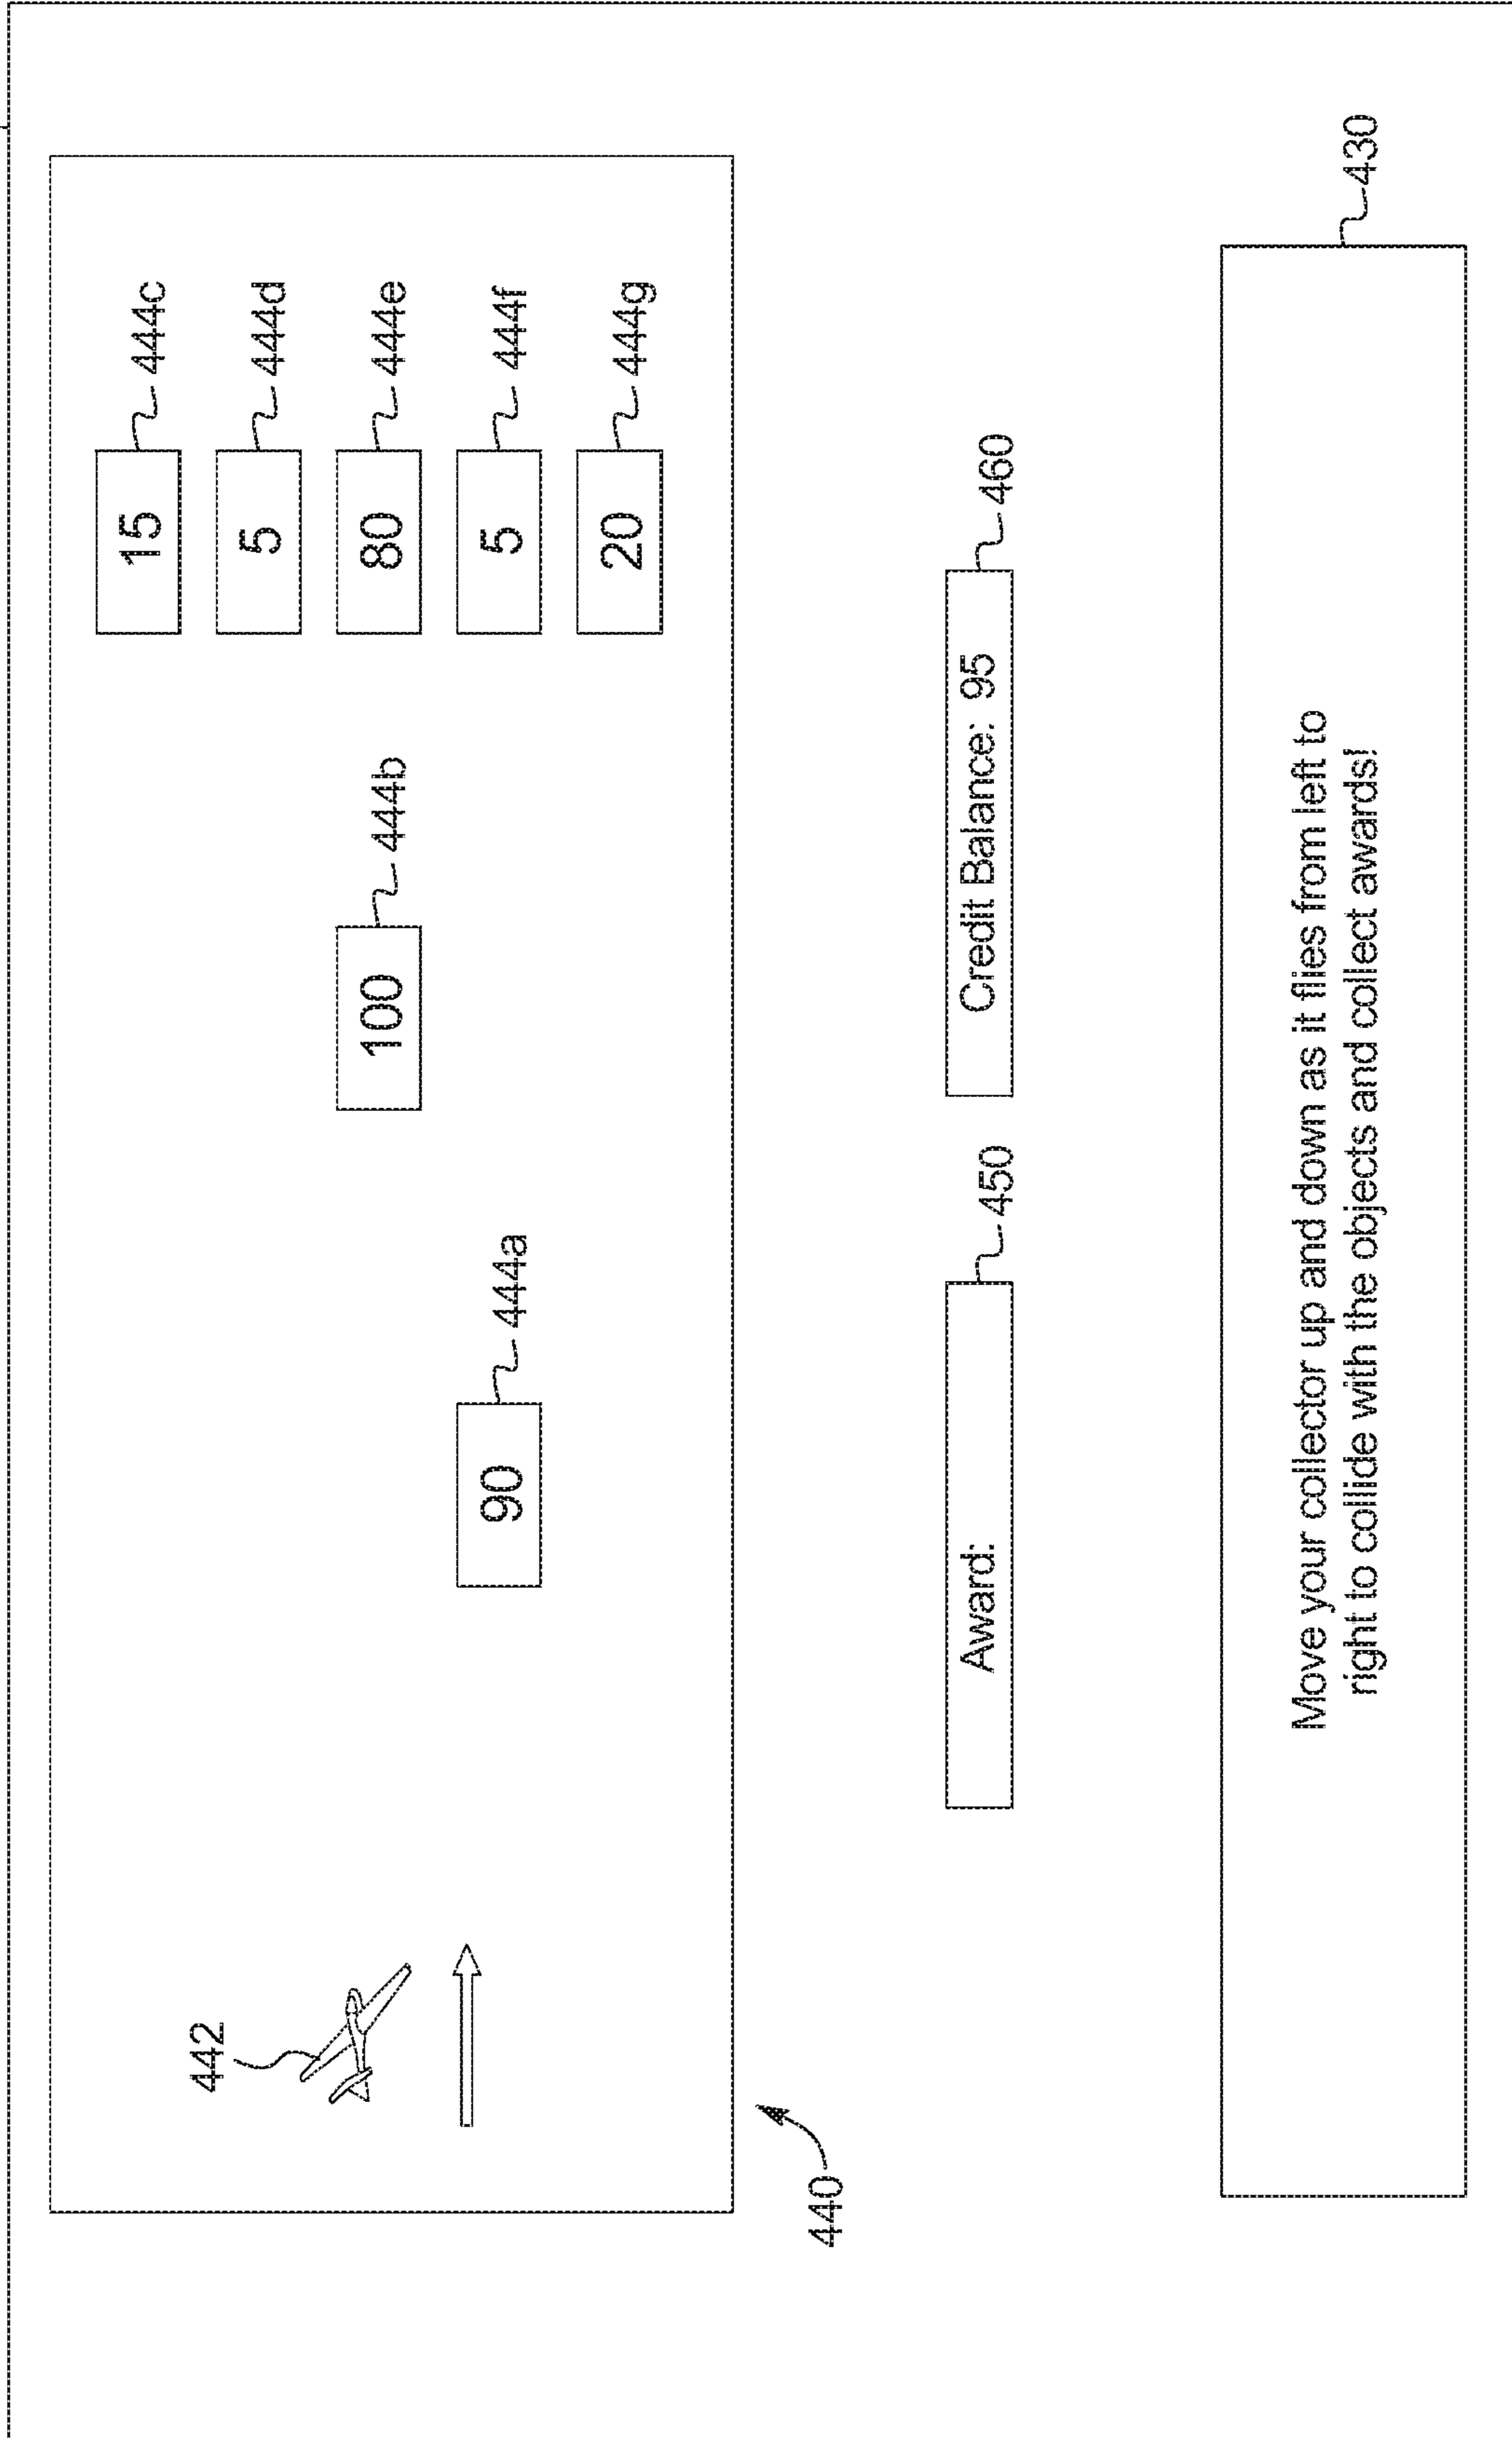 15
444c
5
444d
442
100
444b
80
444e
90
444a
5
444f
20
444g
440
Award:
450
Credit Balance: 95
460
Move your collector up and down as it flies from left to
right to collide with the objects and collect awards!
430